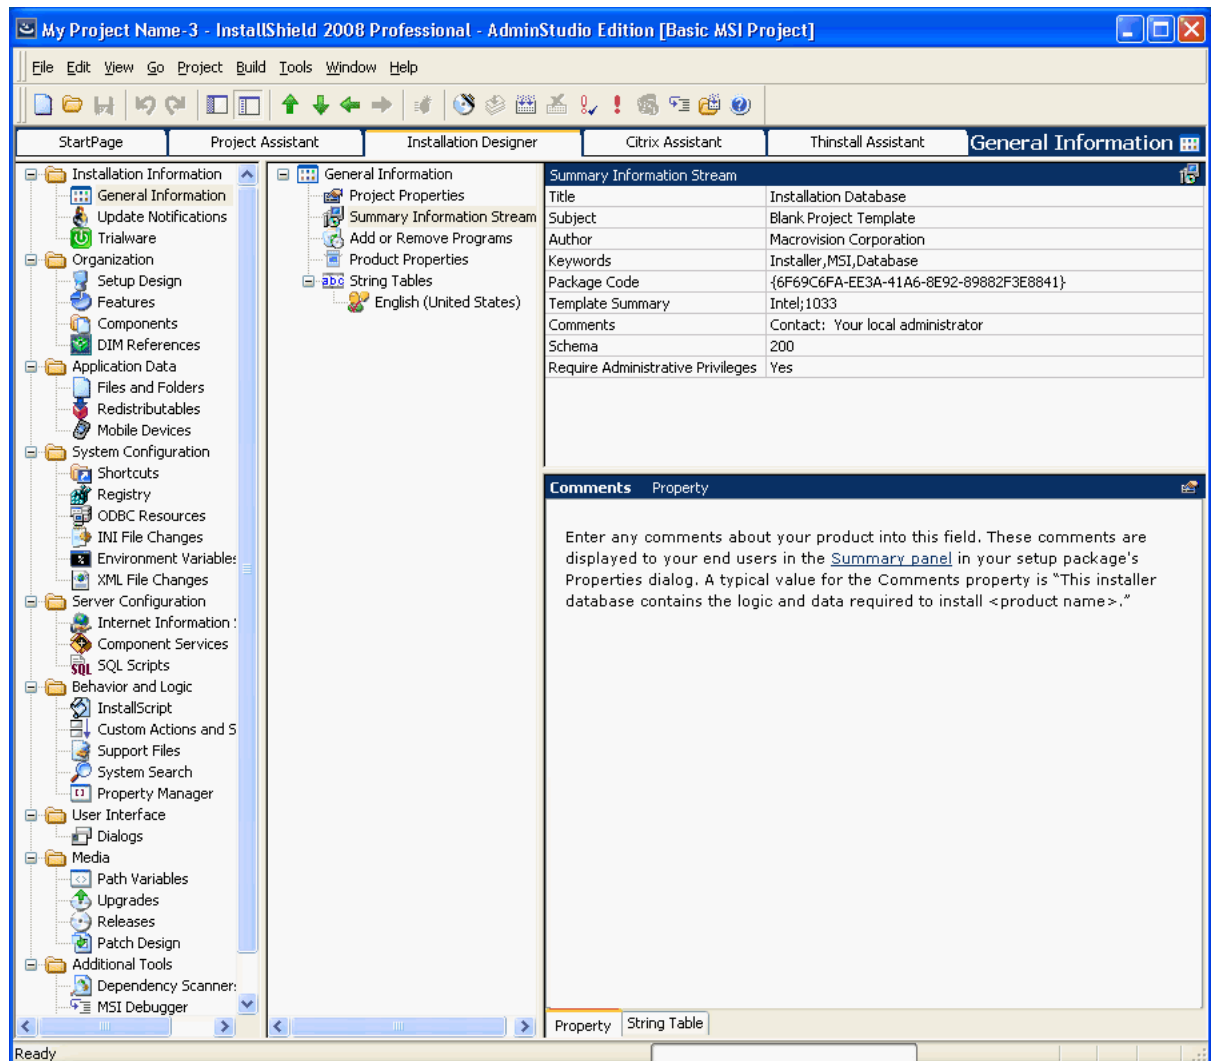 My Project Name-3 - InstallShield 2008 Professional - AdminStudio Edition [Basic MSI Project]
File Edit View Go Project Build Tools Window Help
StartPage Project Assistant Installation Designer Citrix Assistant Thinstall Assistant General Information
Installation Information
General Information
Update Notifications
Trialware
Organization
Setup Design
Features
Components
DIM References
Application Data
Files and Folders
Redistributables
Mobile Devices
System Configuration
Shortcuts
Registry
ODBC Resources
INI File Changes
Environment Variables
XML File Changes
Server Configuration
Internet Information
Component Services
SQL Scripts
Behavior and Logic
InstallScript
Custom Actions and S
Support Files
System Search
Property Manager
User Interface
Dialogs
Media
Path Variables
Upgrades
Releases
Patch Design
Additional Tools
Dependency Scanner
MSI Debugger
General Information
Project Properties
Summary Information Stream
Add or Remove Programs
Product Properties
abc String Tables
English (United States)
Summary Information Stream
Title Installation Database
Subject Blank Project Template
Author Macrovision Corporation
Keywords Installer,MSI,Database
Package Code {6F69C6FA-EE3A-41A6-8E92-89882F3E8841}
Template Summary Intel;1033
Comments Contact: Your local administrator
Schema 200
Require Administrative Privileges Yes
Comments Property
Enter any comments about your product into this field. These comments are
displayed to your end users in the Summary panel in your setup package's
Properties dialog. A typical value for the Comments property is "This installer
database contains the logic and data required to install <product name>."
Property String Table
Ready